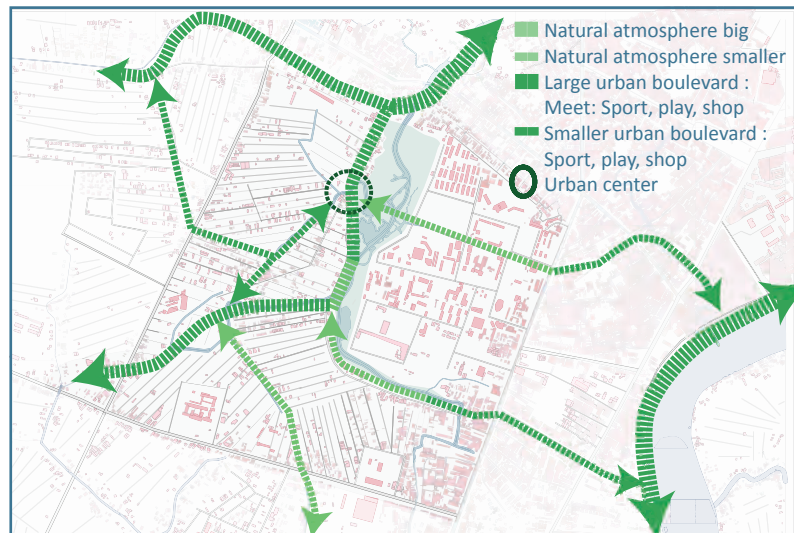 Natural atmosphere big
Natural atmosphere smaller
Large urban boulevard :
Meet: Sport, play, shop
Smaller urban boulevard :
Sport, play, shop
Urban center